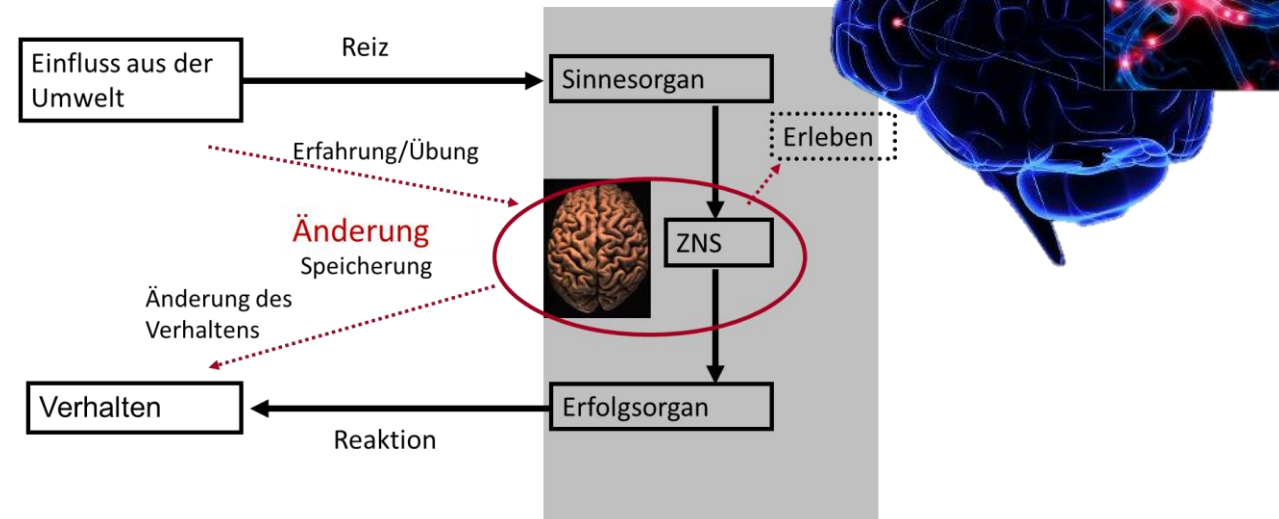 Reiz
Einfluss aus der
Umwelt
Sinnesorgan
Erleben
Erfahrung/Übung
Änderung
Speicherung
ZNS
Änderung des
Verhaltens
Verhalten
Erfolgsorgan
Reaktion